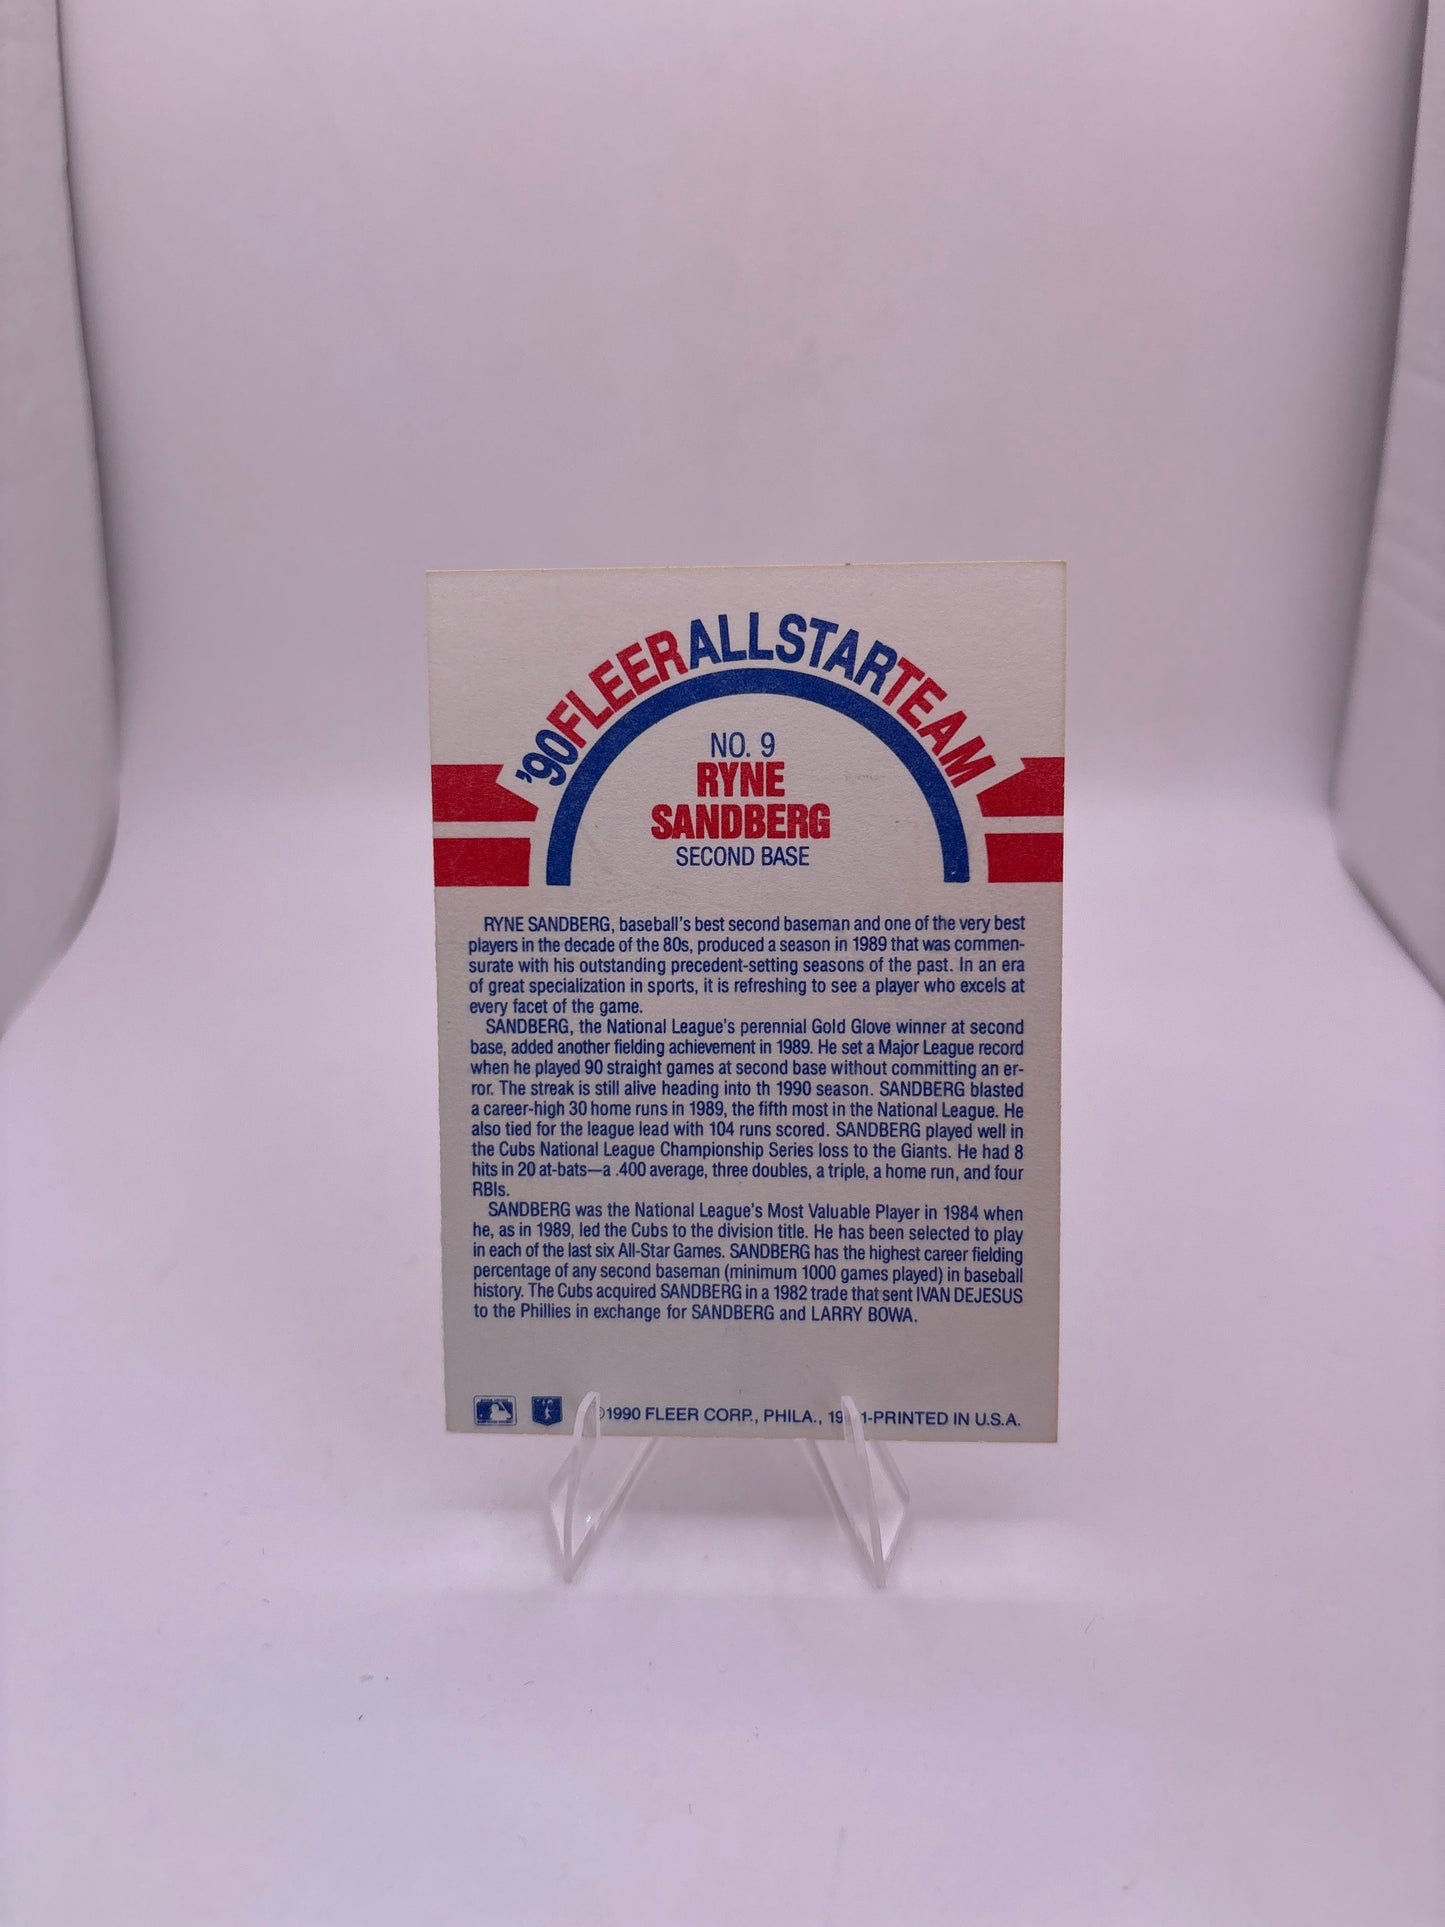 '90 FLEER ALL STAR TEAM
NO. 9
RYNE
SANDBERG
SECOND BASE
RYNE SANDBERG, baseball's best second baseman and one of the very best
players in the decade of the 80s, produced a season in 1989 that was commen-
surate with his outstanding precedent-setting seasons of the past. In an era
of great specialization in sports, it is refreshing to see a player who excels at
every facet of the game.
SANDBERG, the National League's perennial Gold Glove winner at second
base, added another fielding achievement in 1989. He set a Major League record
when he played 90 straight games at second base without committing an er-
ror. The streak is still alive heading into th 1990 season. SANDBERG blasted
a career-high 30 home runs in 1989, the fifth most in the National League. He
also tied for the league lead with 104 runs scored. SANDBERG played well in
the Cubs National League Championship Series loss to the Giants. He had 8
hits in 20 at-bats—a .400 average, three doubles, a triple, a home run, and four
RBIs.
SANDBERG was the National League's Most Valuable Player in 1984 when
he, as in 1989, led the Cubs to the division title. He has been selected to play
in each of the last six All-Star Games. SANDBERG has the highest career fielding
percentage of any second baseman (minimum 1000 games played) in baseball
history. The Cubs acquired SANDBERG in a 1982 trade that sent IVAN DEJESUS
to the Phillies in exchange for SANDBERG and LARRY BOWA.
©1990 FLEER CORP., PHILA., PRINTED IN U.S.A.